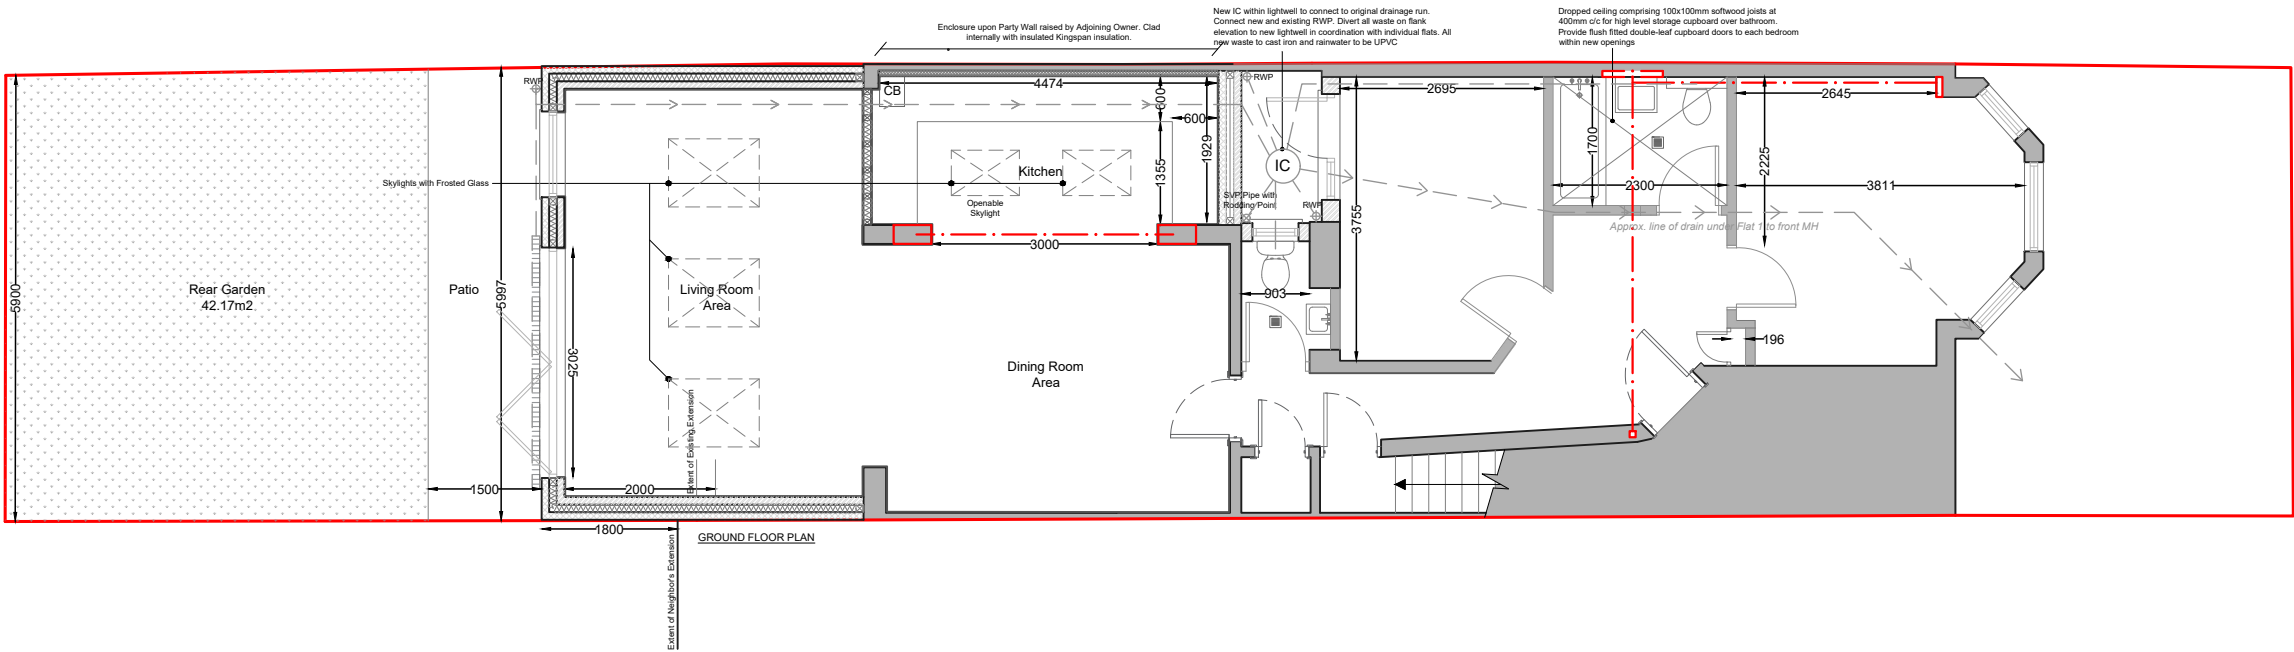 Enclosure upon Party Wall raised by Adjoining Owner. Clad
internally with insulated Kingspan insulation.
New IC within lightwell to connect to original drainage run.
Connect new and existing RWP. Divert all waste on flank
elevation to new lightwell in coordination with individual flats. All
new waste to cast iron and rainwater to be UPVC
Dropped ceiling comprising 100x100mm softwood joists at
400mm c/c for high level storage cupboard over bathroom.
Provide flush fitted double-leaf cupboard doors to each bedroom
within new openings
RWP
CB
4474
600
600
1929
1355
RWP
2695
1700
2645
2225
Skylights with Frosted Glass
Kitchen
Openable
Skylight
IC
SVP Pipe with
Rodding Point
RWP
2300
3811
3755
Approx. line of drain under Flat 1 to front MH
3000
5900
Rear Garden
42.17m2
Patio
5997
Living Room
Area
903
3025
196
Dining Room
Area
Extent of Existing Extension
1500
2000
1800
GROUND FLOOR PLAN
Extent of Neighbor's Extension